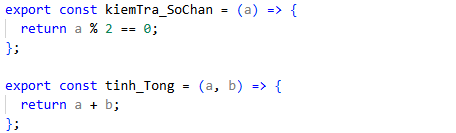 export const kiemTra_SoChan = (a) => {
  return a % 2 == 0;
};

export const tinh_Tong = (a, b) => {
  return a + b;
};